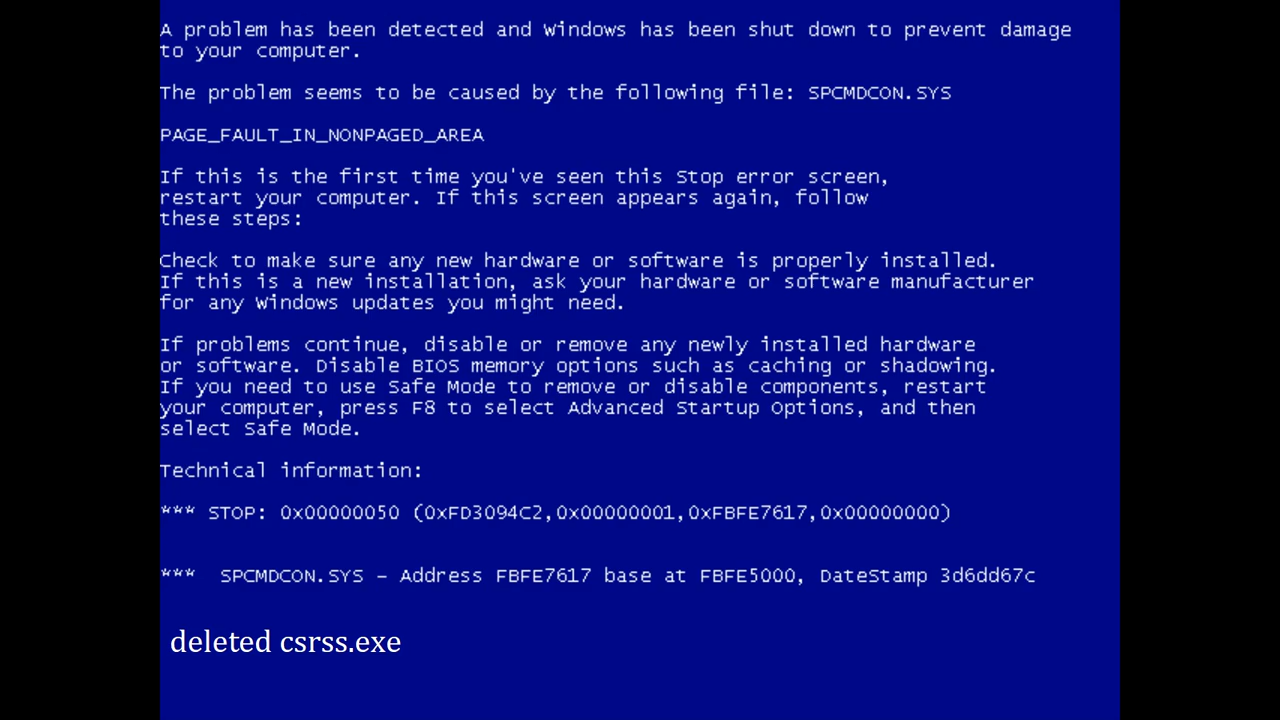 A problem has been detected and Windows has been shut down to prevent damage
to your computer.
The problem seems to be caused by the following file: SPCMDCON.SYS
PAGE_FAULT_IN_NONPAGED_AREA
If this is the first time you've seen this Stop error screen,
restart your computer. If this screen appears again, follow
these steps:
Check to make sure any new hardware or software is properly installed.
If this is a new installation, ask your hardware or software manufacturer
for any Windows updates you might need.
If problems continue, disable or remove any newly installed hardware
or software. Disable BIOS memory options such as caching or shadowing.
If you need to use Safe Mode to remove or disable components, restart
your computer, press F8 to select Advanced Startup Options, and then
select Safe Mode.
Technical information:
*** STOP: 0x00000050 (0xFD3094C2,0x00000001,0xFBFE7617,0x00000000)
*** SPCMDCON.SYS – Address FBFE7617 base at FBFE5000, DateStamp 3d6dd67c
deleted csrss.exe